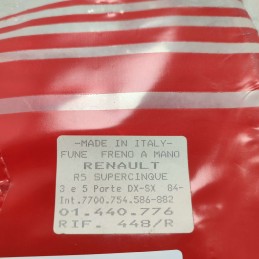 -MADE IN ITALY-
FUNE FRENO A MANO
RENAULT
R5 SUPERCINQUE
3 e 5 Porte DX-SX 84-
Int.7700.754.586-882
01.440.776
RIF. 448/R